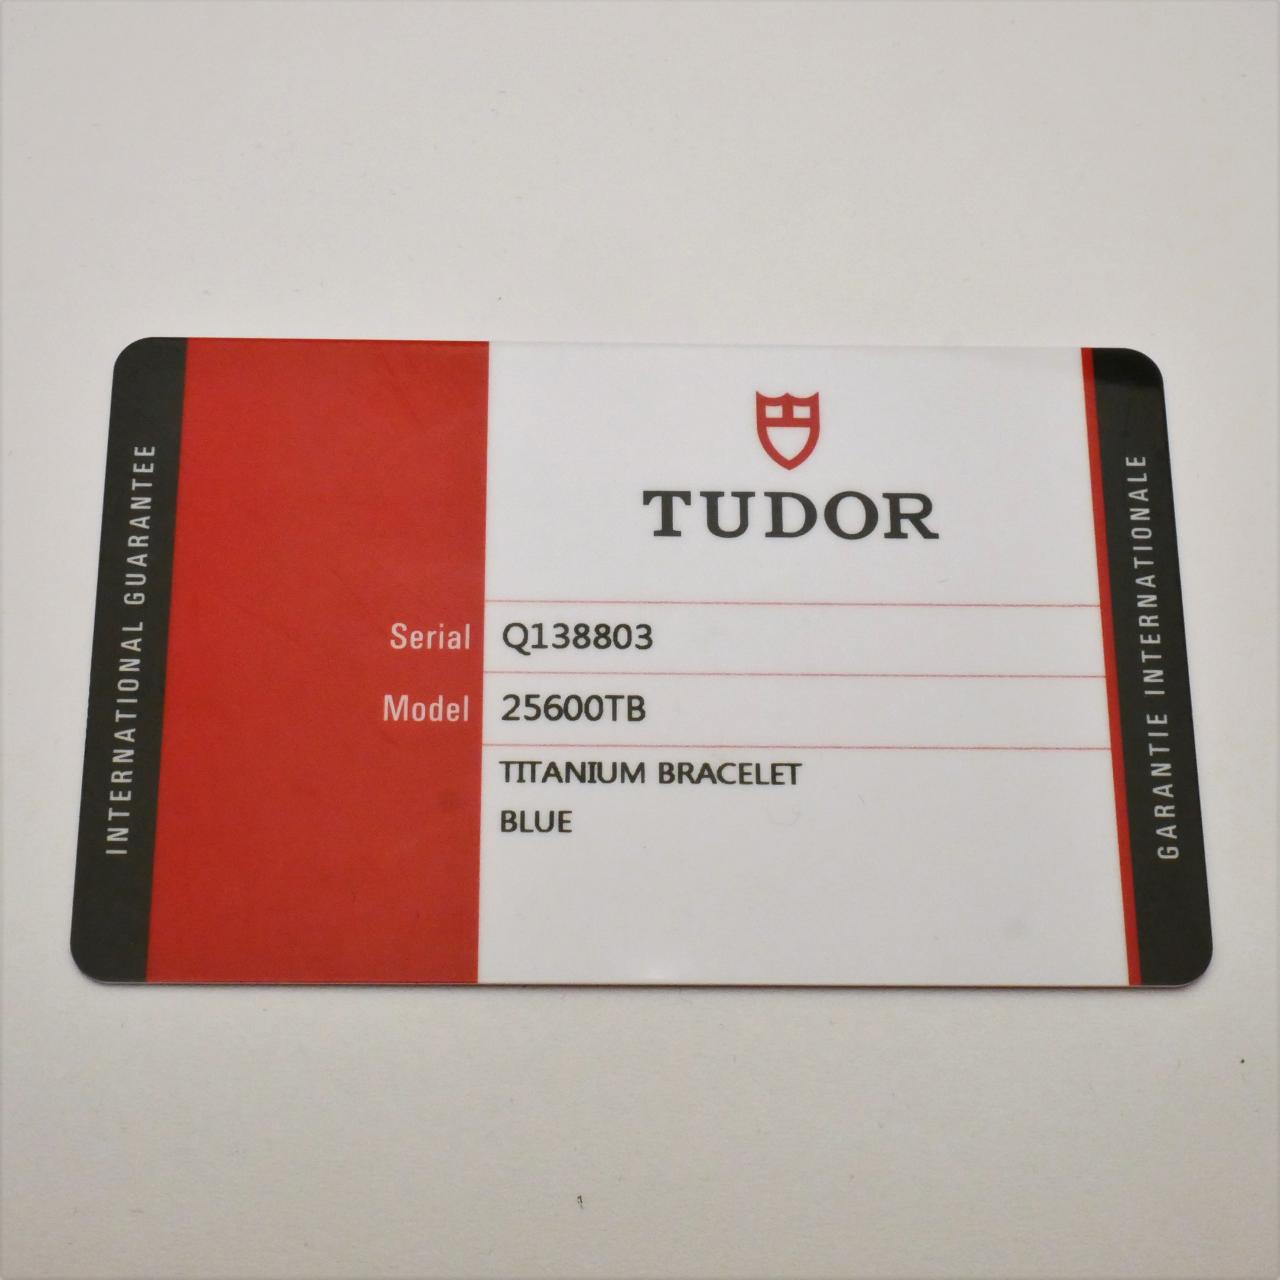 INTERNATIONAL GUARANTEE
TUDOR
Serial Q138803
Model 25600TB
TITANIUM BRACELET
BLUE
GARANTIE INTERNATIONALE